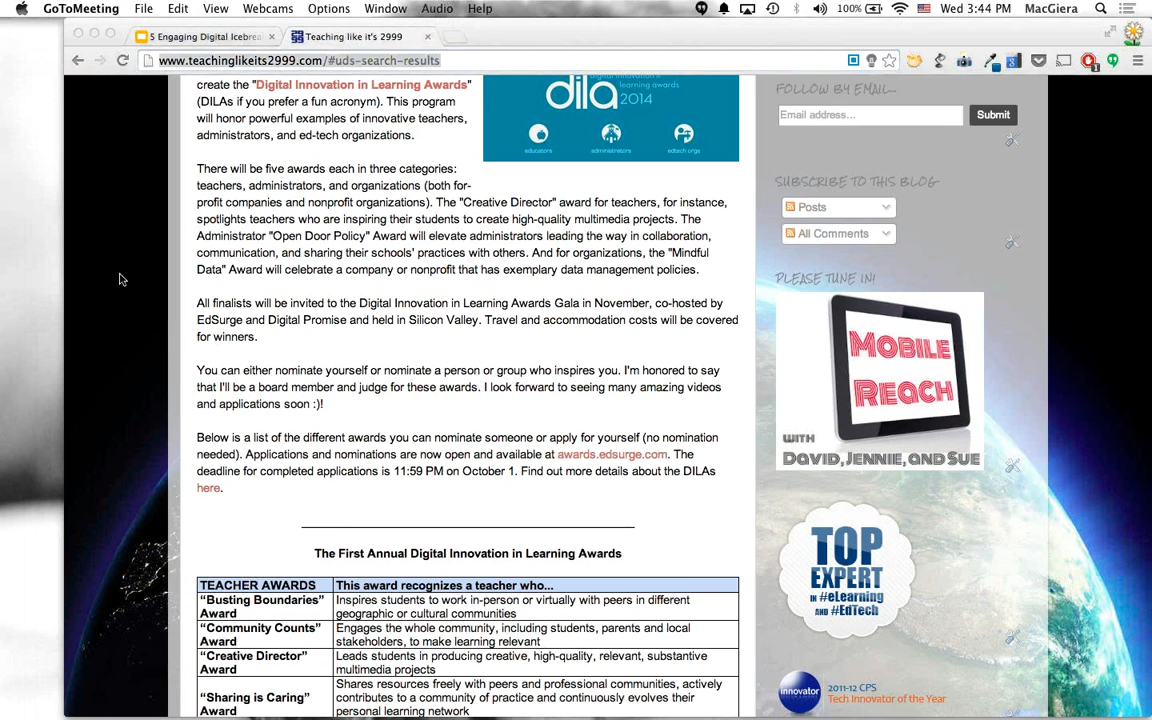 GoToMeeting File Edit View Webcams Options Window Audio Help 100% Wed 3:44 PM MacGiera
5 Engaging Digital Icebrea Teaching like it's 2999
www.teachinglikeits2999.com/#uds-search-results
create the "Digital Innovation in Learning Awards"
(DILAs if you prefer a fun acronym). This program
will honor powerful examples of innovative teachers,
administrators, and ed-tech organizations.
digital innovation in
learning awards
dila 2014
educators administrators edtech orgs
There will be five awards each in three categories:
teachers, administrators, and organizations (both for-
profit companies and nonprofit organizations). The "Creative Director" award for teachers, for instance,
spotlights teachers who are inspiring their students to create high-quality multimedia projects. The
Administrator "Open Door Policy" Award will elevate administrators leading the way in collaboration,
communication, and sharing their schools' practices with others. And for organizations, the "Mindful
Data" Award will celebrate a company or nonprofit that has exemplary data management policies.
All finalists will be invited to the Digital Innovation in Learning Awards Gala in November, co-hosted by
EdSurge and Digital Promise and held in Silicon Valley. Travel and accommodation costs will be covered
for winners.
You can either nominate yourself or nominate a person or group who inspires you. I'm honored to say
that I'll be a board member and judge for these awards. I look forward to seeing many amazing videos
and applications soon :)!
Below is a list of the different awards you can nominate someone or apply for yourself (no nomination
needed). Applications and nominations are now open and available at awards.edsurge.com. The
deadline for completed applications is 11:59 PM on October 1. Find out more details about the DILAs
here.
The First Annual Digital Innovation in Learning Awards
TEACHER AWARDS This award recognizes a teacher who...
“Busting Boundaries” Inspires students to work in-person or virtually with peers in different
Award geographic or cultural communities
“Community Counts” Engages the whole community, including students, parents and local
Award stakeholders, to make learning relevant
“Creative Director” Leads students in producing creative, high-quality, relevant, substantive
Award multimedia projects
Shares resources freely with peers and professional communities, actively
“Sharing is Caring” contributes to a community of practice and continuously evolves their
Award personal learning network
FOLLOW BY EMAIL...
Email address... Submit
SUBSCRIBE TO THIS BLOG
Posts
All Comments
PLEASE TUNE IN!
MOBILE
REACH
WITH
DAVID, JENNIE, AND SUE
TOP
EXPERT
IN #eLearning
AND #EdTech
innovator 2011-12 CPS
Tech Innovator of the Year